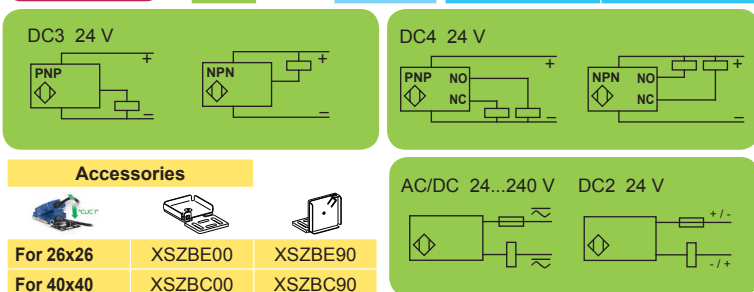 DC3 24 V
PNP
+
–
NPN
+
–
DC4 24 V
PNP NO
NC
+
–
NPN NO
NC
+
–
Accessories
"CLIC !"
For 26x26 XSZBE00 XSZBE90
For 40x40 XSZBC00 XSZBC90
AC/DC 24...240 V
DC2 24 V
+ / -
- / +